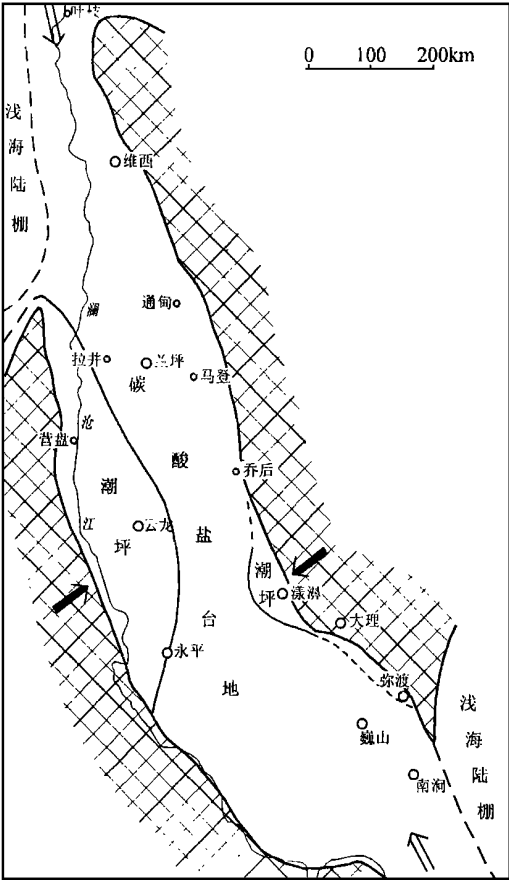 叶枝
0 100 200km
浅海陆棚
维西
通甸
澜沧江
拉井
兰坪
马登
碳酸盐台地
营盘
乔后
潮坪
云龙
潮坪
漾濞
大理
永平
弥渡
巍山
南涧
浅海陆棚